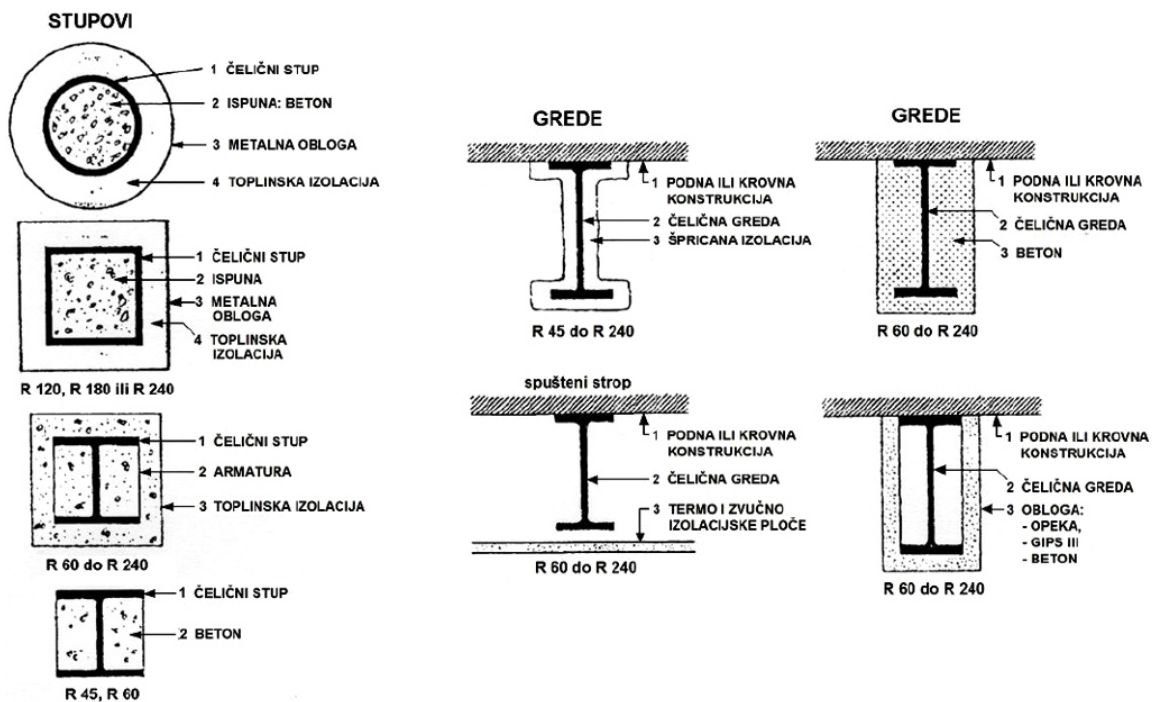 STUPOVI
1 ČELIČNI STUP
2 ISPUNA: BETON
3 METALNA OBLOGA
4 TOPLINSKA IZOLACIJA
1 ČELIČNI STUP
2 ISPUNA
3 METALNA
OBLOGA
4 TOPLINSKA
IZOLACIJA
R 120, R 180 ili R 240
1 ČELIČNI STUP
2 ARMATURA
3 TOPLINSKA IZOLACIJA
R 60 do R 240
1 ČELIČNI STUP
2 BETON
R 45, R 60
GREDE
1 PODNA ILI KROVNA
KONSTRUKCIJA
2 ČELIČNA GREDA
3 ŠPRICANA IZOLACIJA
R 45 do R 240
spušteni strop
1 PODNA ILI KROVNA
KONSTRUKCIJA
2 ČELIČNA GREDA
3 TERMO I ZVUČNO
IZOLACIJSKE PLOČE
R 60 do R 240
GREDE
1 PODNA ILI KROVNA
KONSTRUKCIJA
2 ČELIČNA GREDA
3 BETON
R 60 do R 240
1 PODNA ILI KROVNA
KONSTRUKCIJA
2 ČELIČNA GREDA
3 OBLOGA:
- OPEKA,
- GIPS III
- BETON
R 60 do R 240